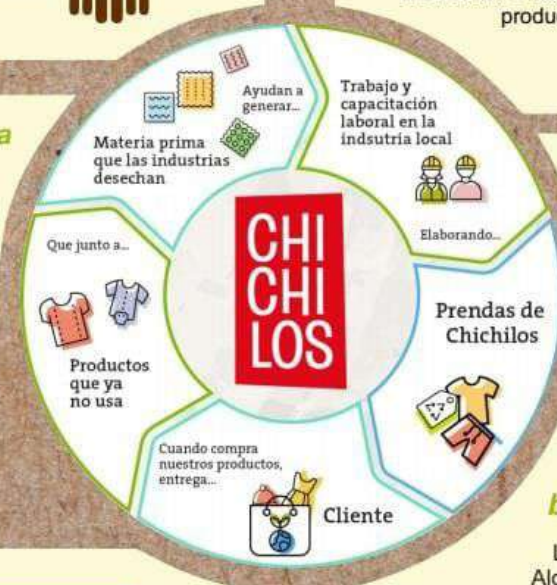 produ
a
Ayudan a
generar...
Materia prima
que las industrias
desechan
Trabajo y
capacitación
laboral en la
indsutria local
Elaborando...
Prendas de
Chichilos
Cliente
Cuando compra
nuestros productos,
entrega...
Productos
que ya
no usa
Que junto a...
CHI
CHI
LOS
b
L
Alg